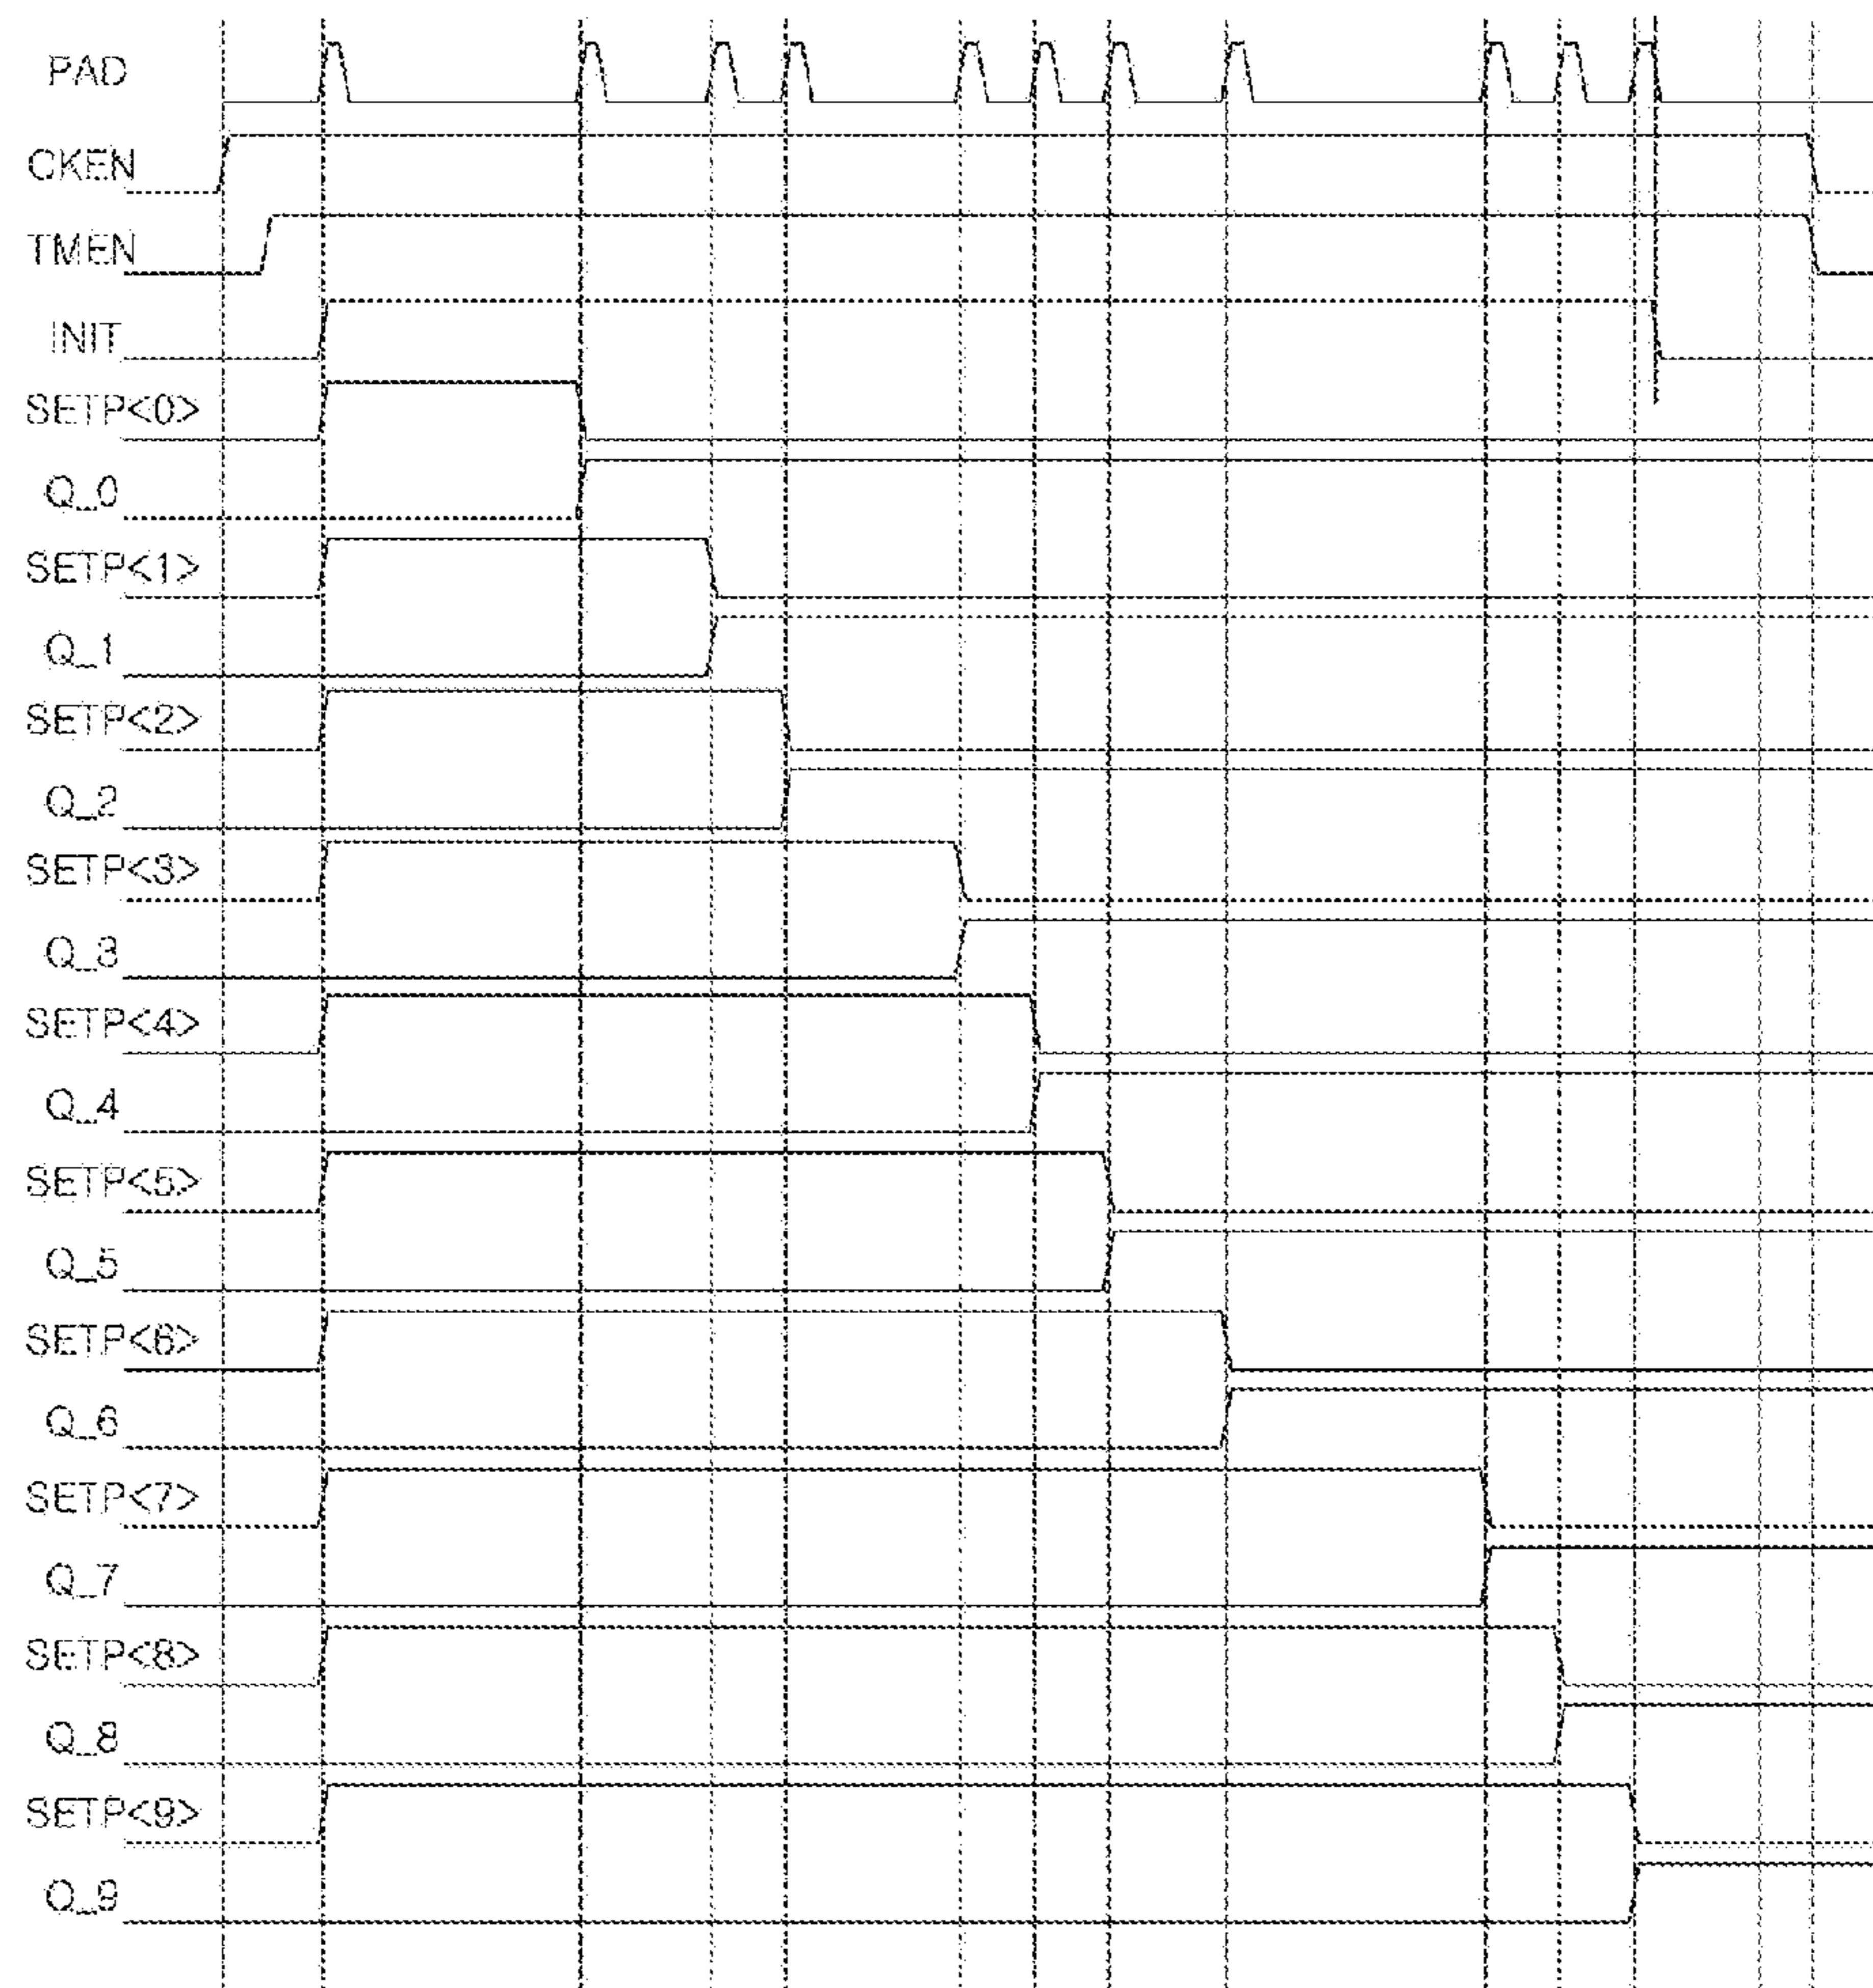 PAD
CKEN
TMEN
INIT
SETP<0>
Q_0
SETP<1>
Q_1
SETP<2>
Q_2
SETP<3>
Q_3
SETP<4>
Q_4
SETP<5>
Q_5
SETP<6>
Q_6
SETP<7>
Q_7
SETP<8>
Q_8
SETP<9>
Q_9